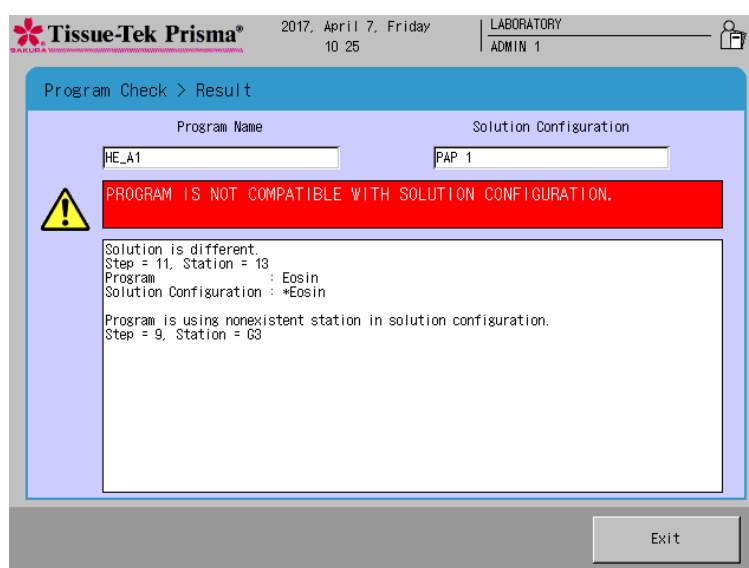 Tissue-Tek Prisma®
SAKURA
2017, April 7, Friday
10 25
LABORATORY
ADMIN 1
Program Check > Result
Program Name
Solution Configuration
HE_A1
PAP 1
PROGRAM IS NOT COMPATIBLE WITH SOLUTION CONFIGURATION.
Solution is different.
Step = 11, Station = 13
Program : Eosin
Solution Configuration : *Eosin
Program is using nonexistent station in solution configuration.
Step = 9, Station = G3
Exit